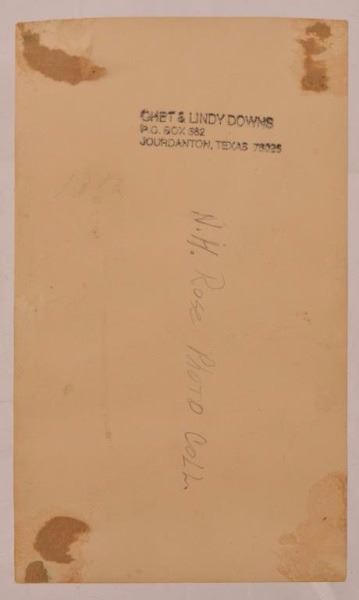 CHET & LINDY DOWNS
P.O. BOX 382
JOURDANTON, TEXAS 78026
N.H. Rose PHOTO COLL.